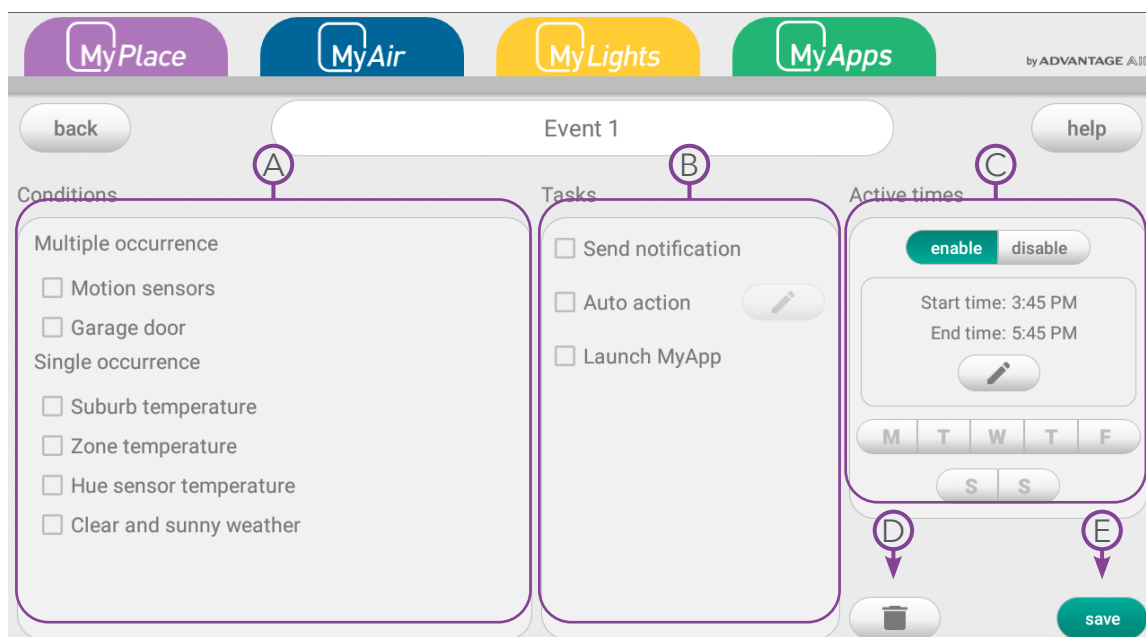 MyPlace
MyAir
MyLights
MyApps
by ADVANTAGE AIR
back
Event 1
help
A
B
C
Conditions
Tasks
Active times
Multiple occurrence
Motion sensors
Garage door
Single occurrence
Suburb temperature
Zone temperature
Hue sensor temperature
Clear and sunny weather
Send notification
Auto action
Launch MyApp
enable disable
Start time: 3:45 PM
End time: 5:45 PM
M T W T F
S S
D
E
save